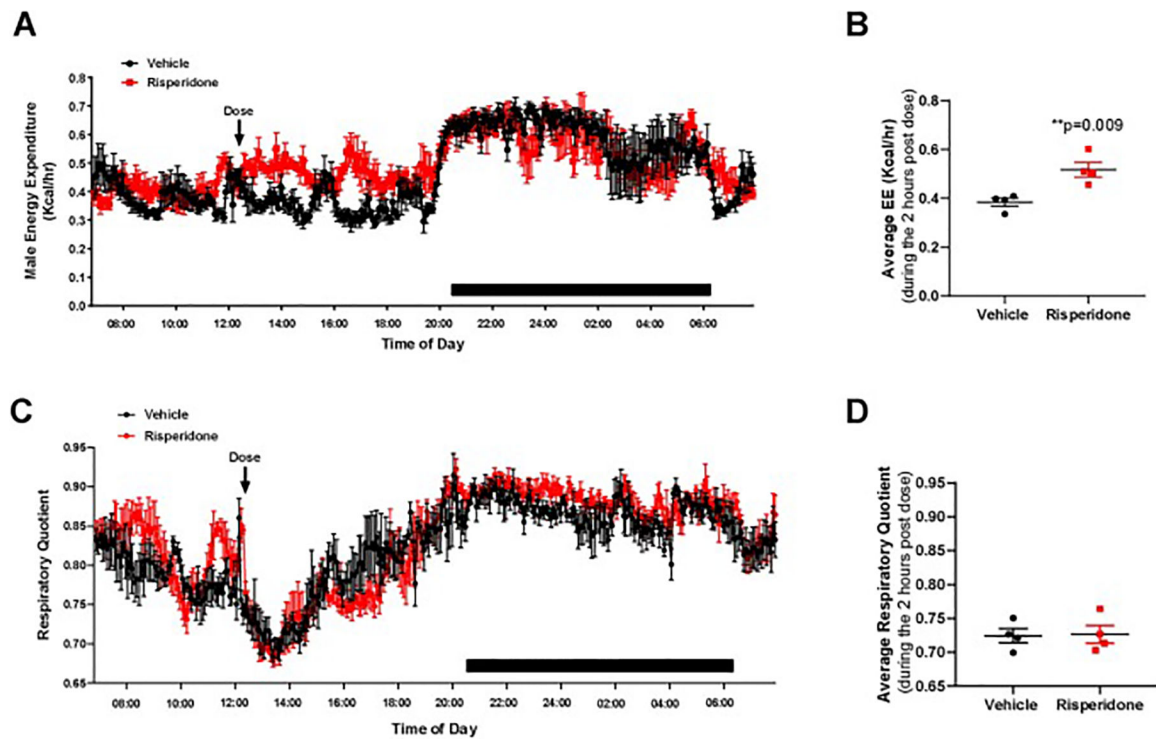 A
Vehicle
Risperidone
Dose
Male Energy Expenditure
(Kcal/hr)
0.8
0.7
0.6
0.5
0.4
0.3
0.2
0.1
0.0
08:00 10:00 12:00 14:00 16:00 18:00 20:00 22:00 24:00 02:00 04:00 06:00
Time of Day
B
Average EE (Kcal/hr)
(during the 2 hours post dose)
0.8
0.6
0.4
0.2
0.0
**p=0.009
Vehicle Risperidone
C
Vehicle
Risperidone
Dose
Respiratory Quotient
0.95
0.90
0.85
0.80
0.75
0.70
0.65
08:00 10:00 12:00 14:00 16:00 18:00 20:00 22:00 24:00 02:00 04:00 06:00
Time of Day
D
Average Respiratory Quotient
(during the 2 hours post dose)
0.95
0.90
0.85
0.80
0.75
0.70
0.65
Vehicle Risperidone